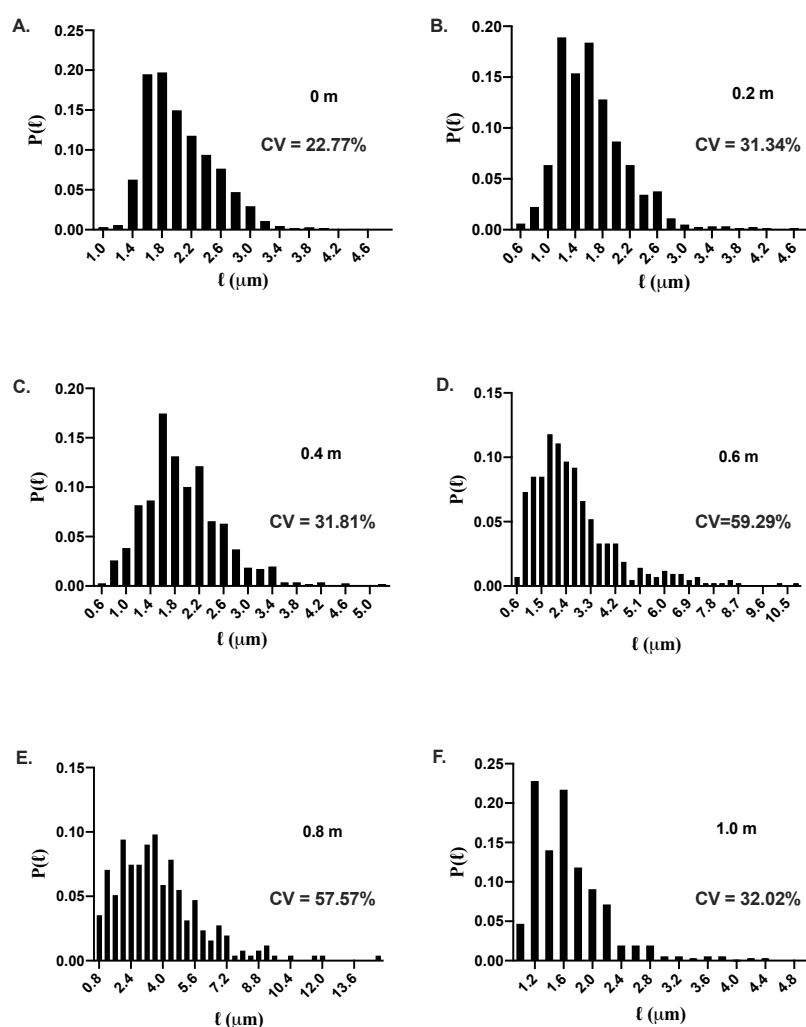 A.
0.25
0.20
0.15
0.10
0.05
0.00
P(ℓ)
0 m
CV = 22.77%
1.0 1.4 1.8 2.2 2.6 3.0 3.4 3.8 4.2 4.6
ℓ (μm)
B.
0.20
0.15
0.10
0.05
0.00
P(ℓ)
0.2 m
CV = 31.34%
0.6 1.0 1.4 1.8 2.2 2.6 3.0 3.4 3.8 4.2 4.6
ℓ (μm)
C.
0.20
0.15
0.10
0.05
0.00
P(ℓ)
0.4 m
CV = 31.81%
0.6 1.0 1.4 1.8 2.2 2.6 3.0 3.4 3.8 4.2 4.6 5.0
ℓ (μm)
D.
0.15
0.10
0.05
0.00
P(ℓ)
0.6 m
CV=59.29%
0.6 1.5 2.4 3.3 4.2 5.1 6.0 6.9 7.8 8.7 9.6 10.5
ℓ (μm)
E.
0.15
0.10
0.05
0.00
P(ℓ)
0.8 m
CV = 57.57%
0.8 2.4 4.0 5.6 7.2 8.8 10.4 12.0 13.6
ℓ (μm)
F.
0.25
0.20
0.15
0.10
0.05
0.00
P(ℓ)
1.0 m
CV = 32.02%
1.2 1.6 2.0 2.4 2.8 3.2 3.6 4.0 4.4 4.8
ℓ (μm)